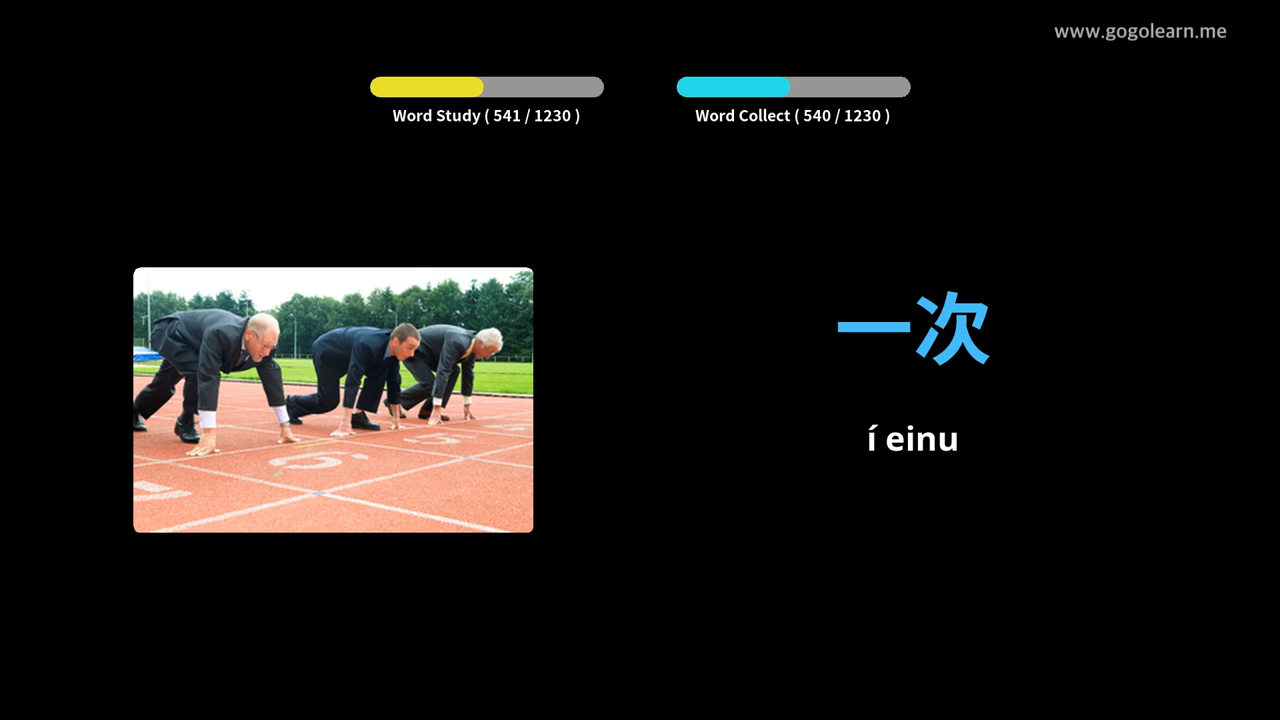 www.gogolearn.me
Word Study ( 541 / 1230 )
Word Collect ( 540 / 1230 )
一次
í einu